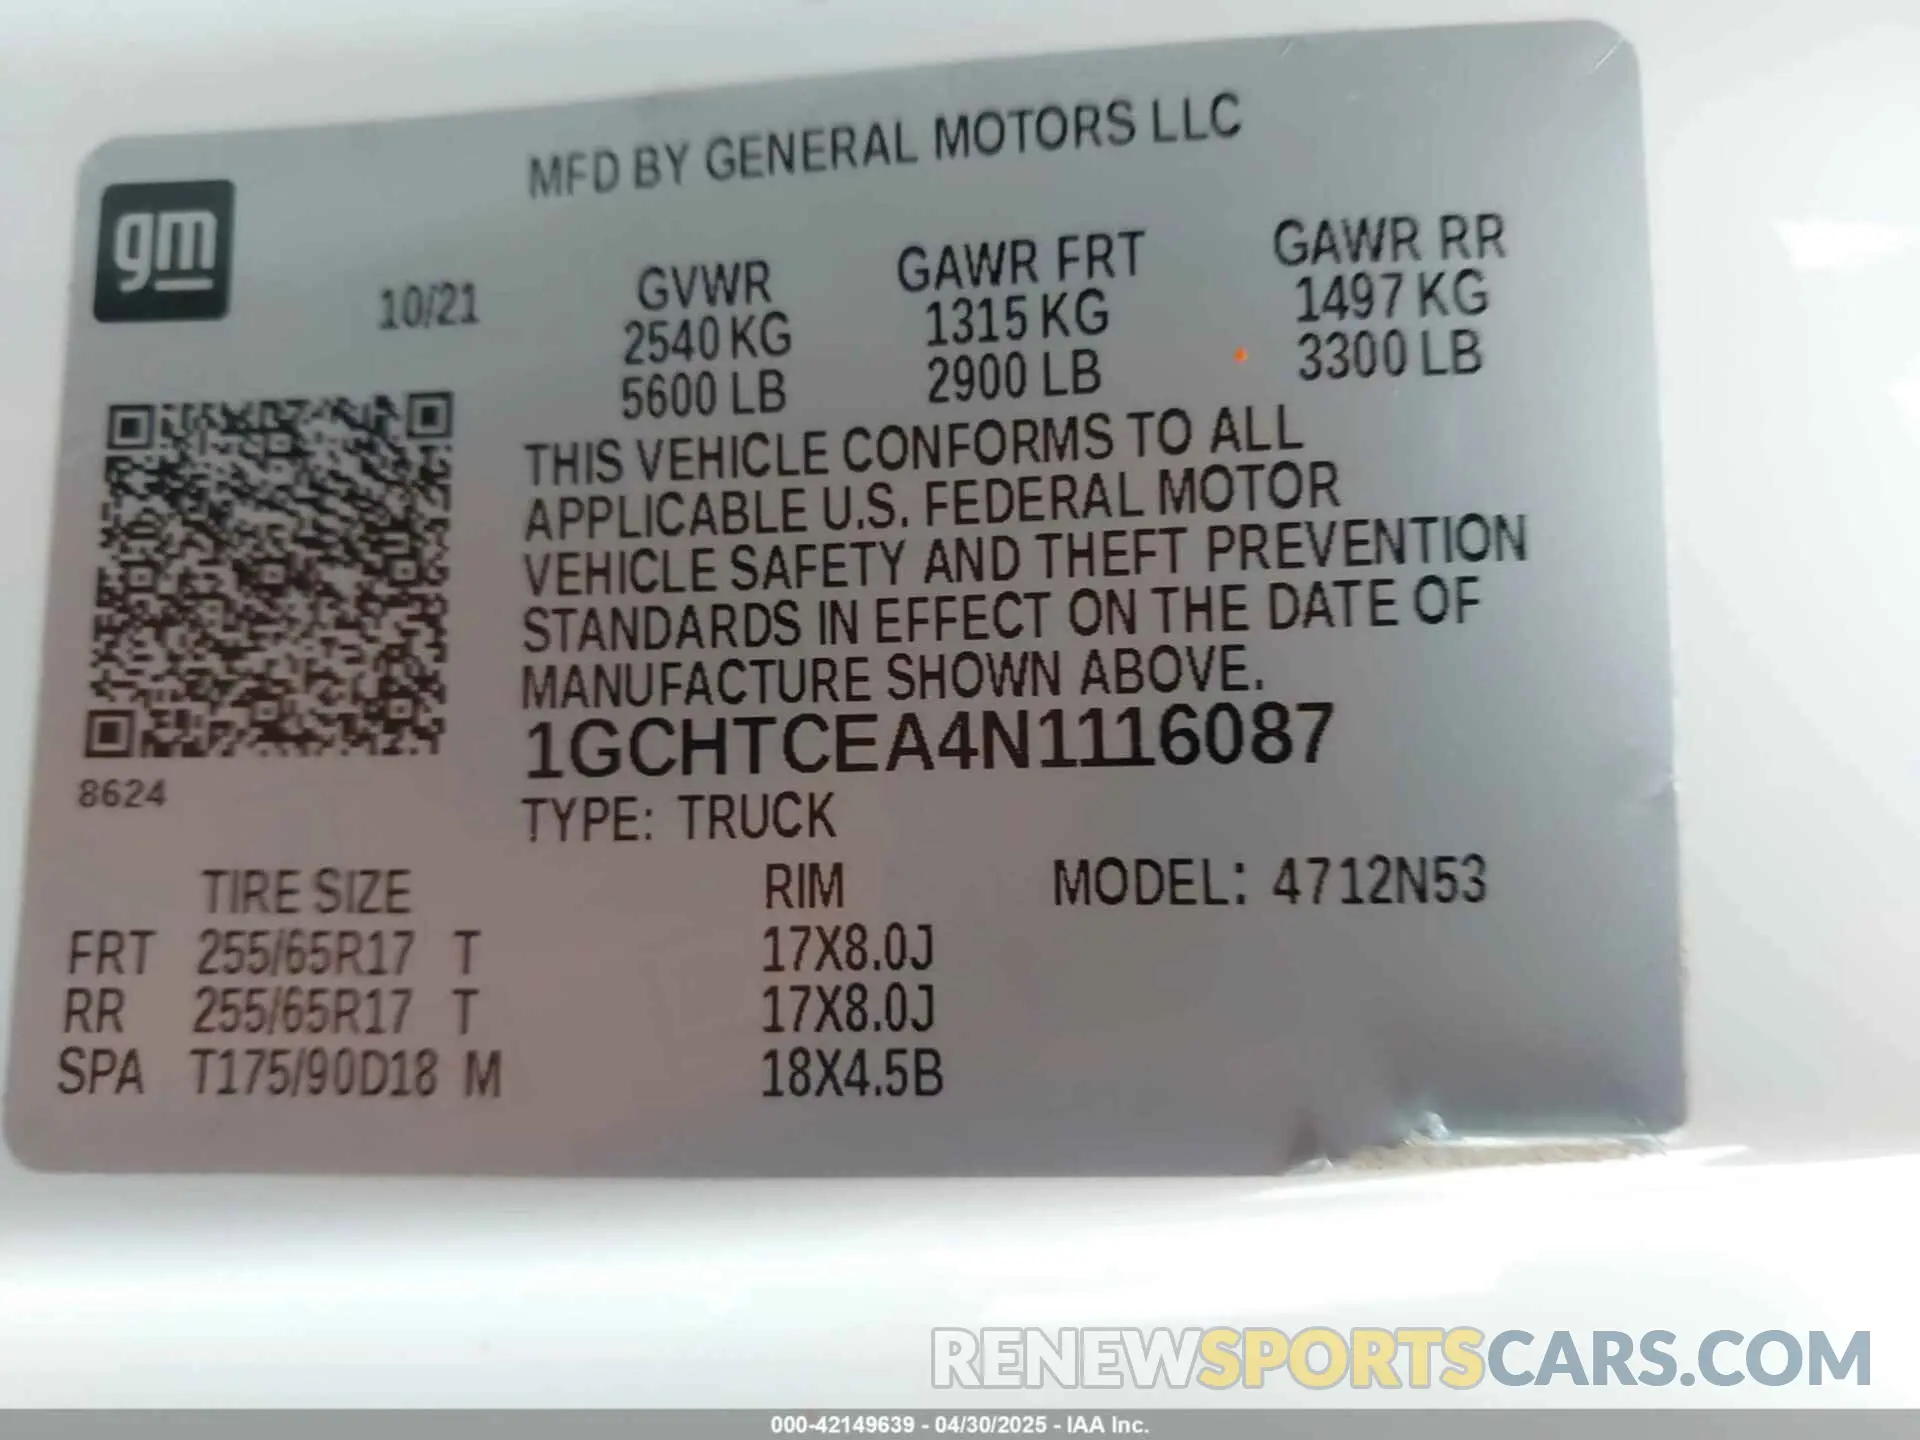 MFD BY GENERAL MOTORS LLC
gm
10/21
GVWR GAWR FRT GAWR RR
2540 KG 1315 KG 1497 KG
5600 LB 2900 LB 3300 LB
THIS VEHICLE CONFORMS TO ALL
APPLICABLE U.S. FEDERAL MOTOR
VEHICLE SAFETY AND THEFT PREVENTION
STANDARDS IN EFFECT ON THE DATE OF
MANUFACTURE SHOWN ABOVE.
1GCHTCEA4N1116087
8624
TYPE: TRUCK
TIRE SIZE RIM MODEL: 4712N53
FRT 255/65R17 T 17X8.0J
RR 255/65R17 T 17X8.0J
SPA T175/90D18 M 18X4.5B
RENEWSPORTSCARS.COM
000-42149639 - 04/30/2025 - IAA Inc.